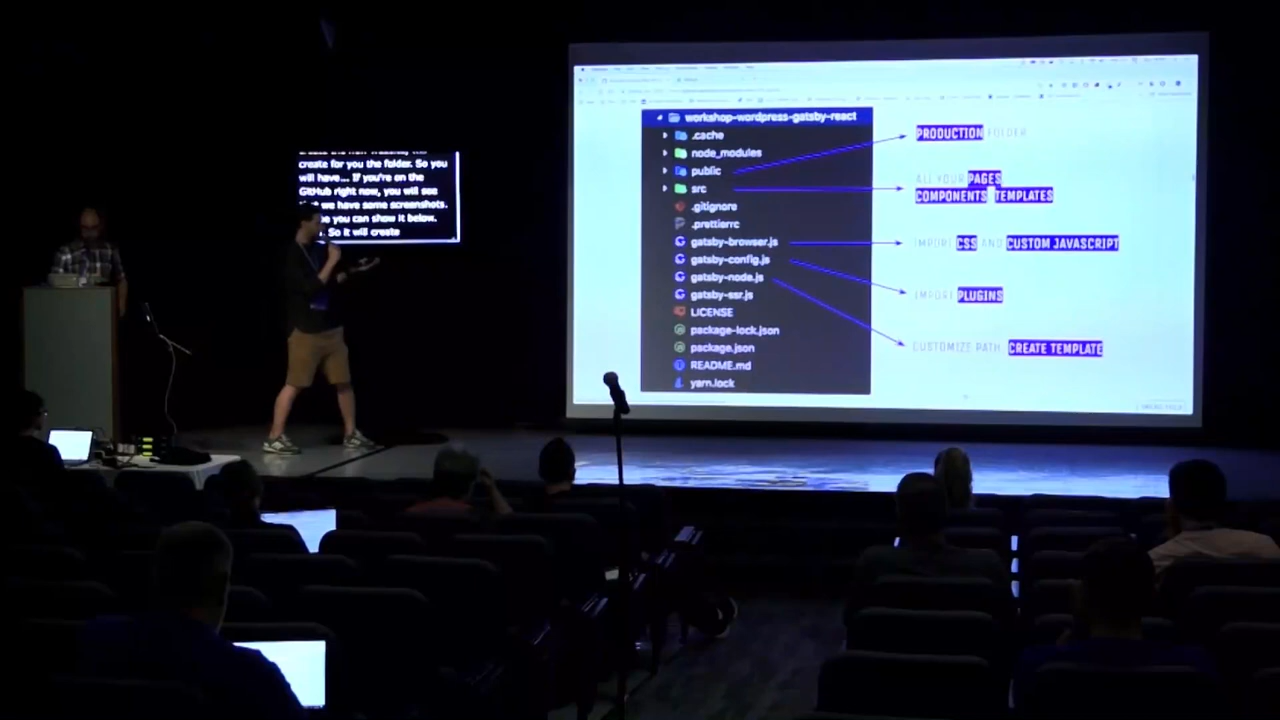 create for you the folder. So you
will have... If you're on the
GitHub right now, you will see
we have some screenshots.
you can show it below.
So it will create
workshop-wordpress-gatsby-react
.cache
node_modules
public
src
.gitignore
.prettierrc
gatsby-browser.js
gatsby-config.js
gatsby-node.js
gatsby-ssr.js
LICENSE
package-lock.json
package.json
README.md
yarn.lock
PRODUCTION FOLDER
ALL YOUR PAGES
COMPONENTS TEMPLATES
IMPORT CSS AND CUSTOM JAVASCRIPT
IMPORT PLUGINS
CUSTOMIZE PATH, CREATE TEMPLATE